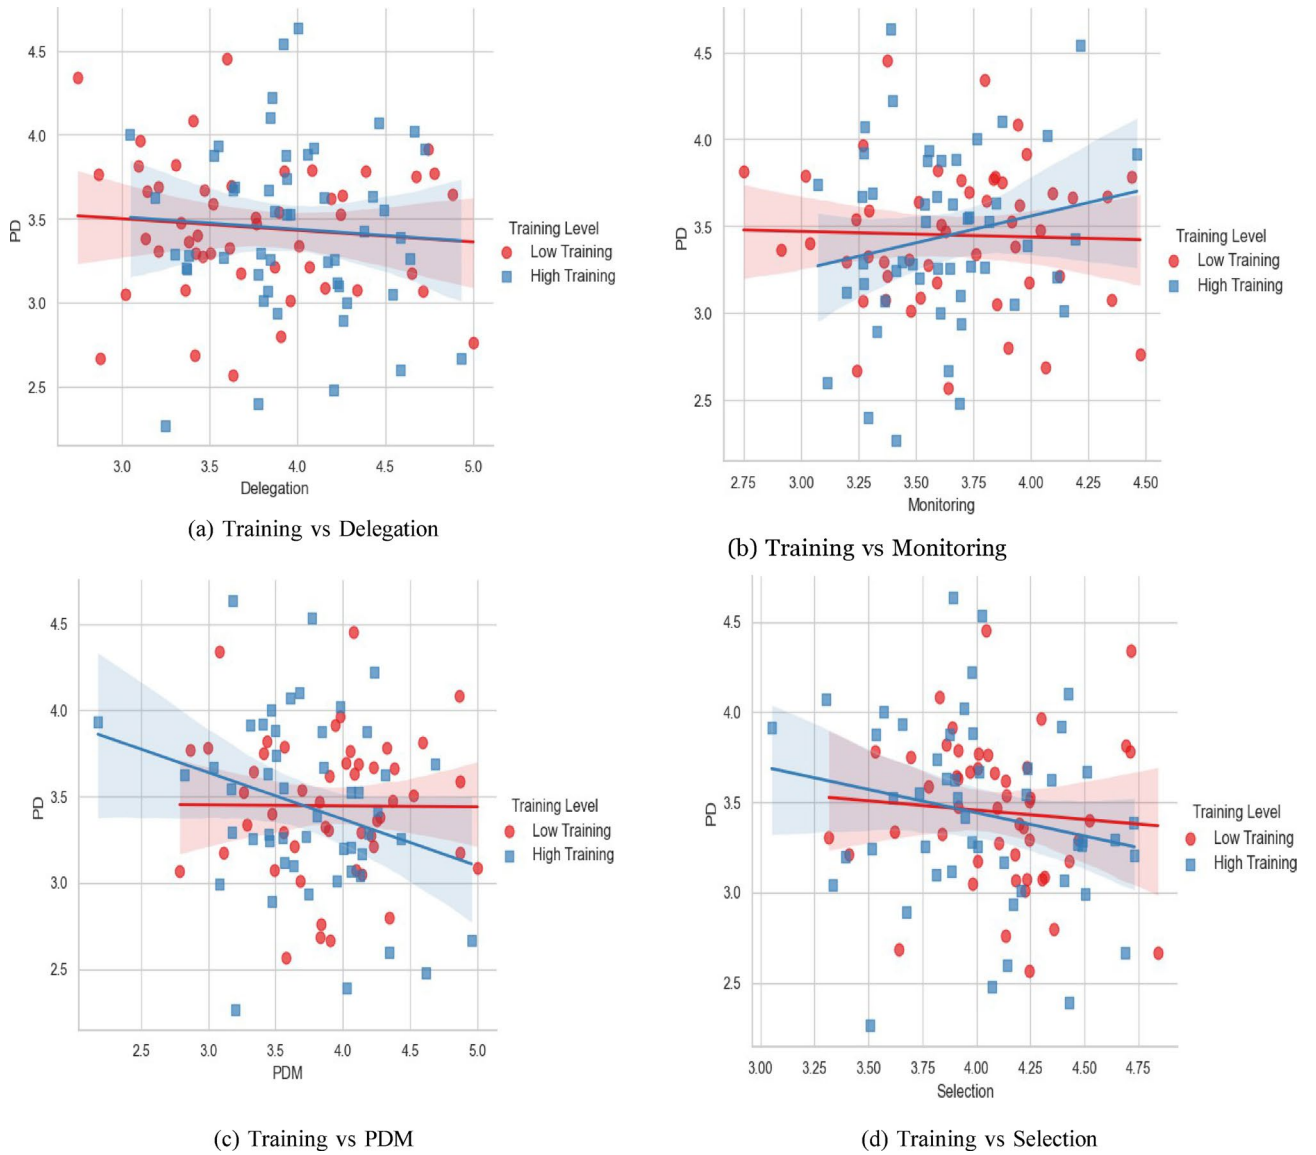 4.5
4.0
3.5
3.0
2.5
PD
3.0 3.5 4.0 4.5 5.0
Delegation
Training Level
Low Training
High Training
(a) Training vs Delegation
4.5
4.0
3.5
3.0
2.5
PD
2.75 3.00 3.25 3.50 3.75 4.00 4.25 4.50
Monitoring
Training Level
Low Training
High Training
(b) Training vs Monitoring
4.5
4.0
3.5
3.0
2.5
PD
2.5 3.0 3.5 4.0 4.5 5.0
PDM
Training Level
Low Training
High Training
(c) Training vs PDM
4.5
4.0
3.5
3.0
2.5
PD
3.00 3.25 3.50 3.75 4.00 4.25 4.50 4.75
Selection
Training Level
Low Training
High Training
(d) Training vs Selection